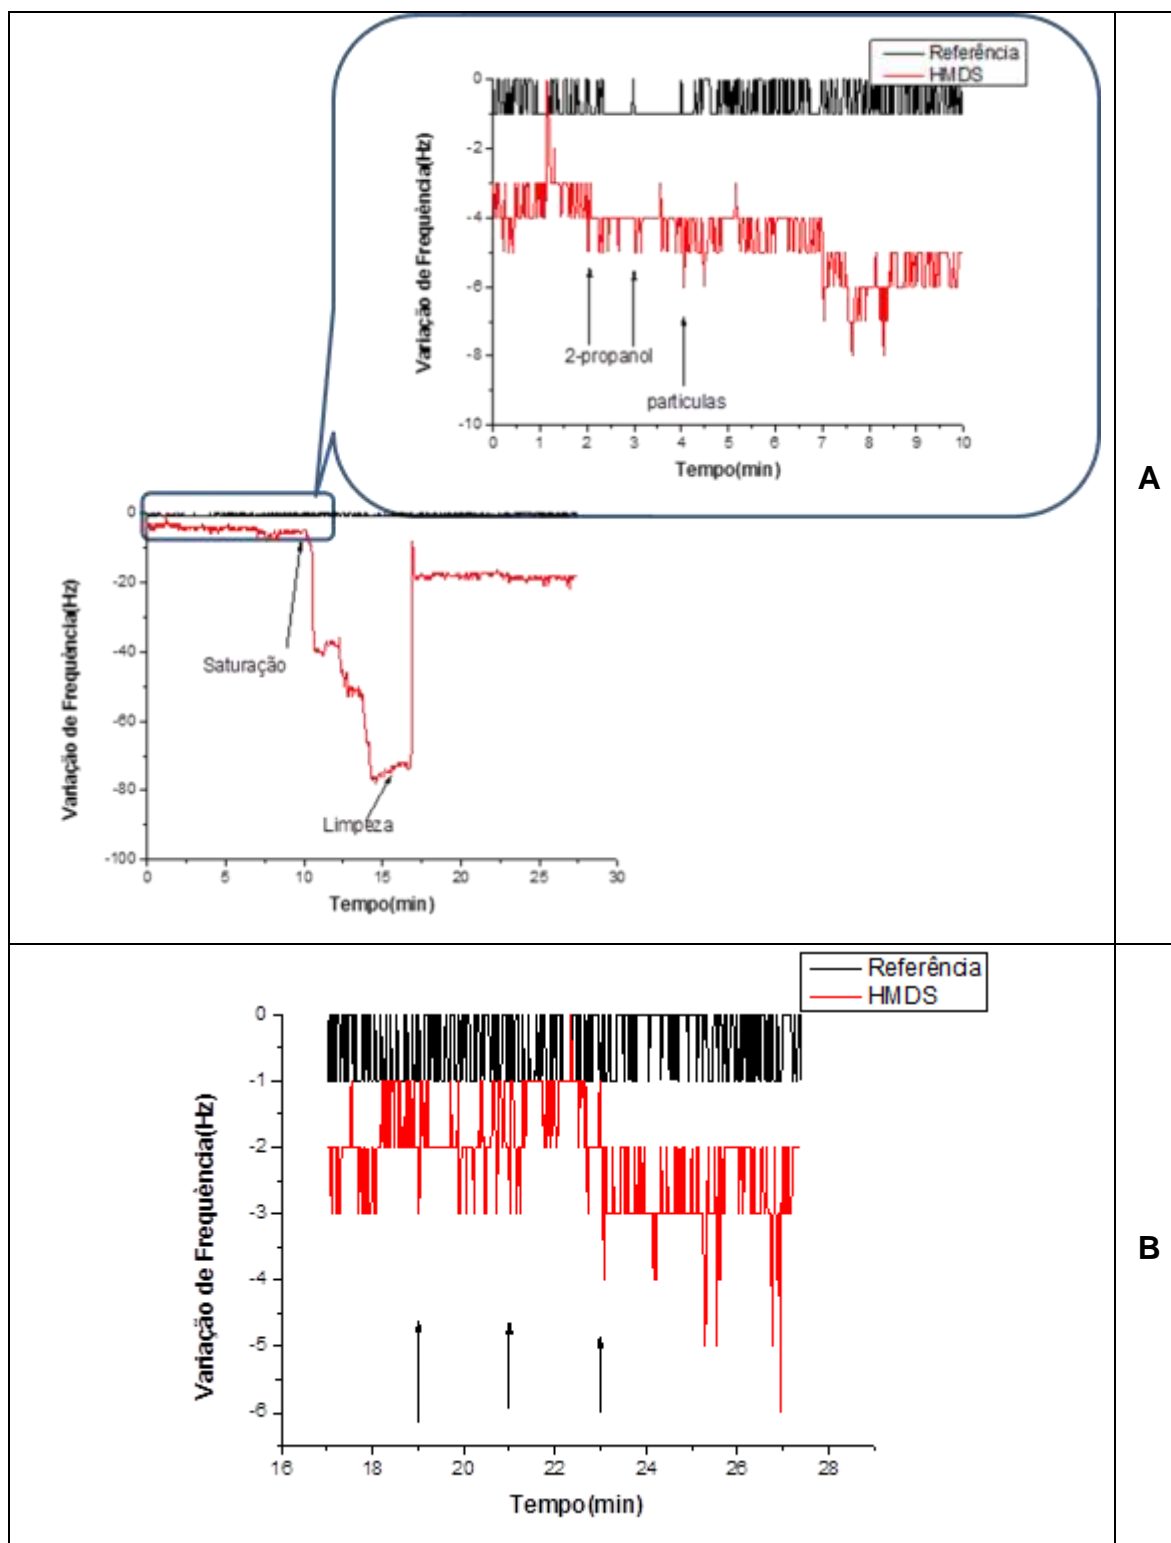 Referência
HMDS
Variação de Frequência(Hz)
0
-2
-4
-6
-8
-10
2-propanol
particulas
0 1 2 3 4 5 6 7 8 9 10
Tempo(min)
A
Variação de Frequência(Hz)
0
-20
-40
-60
-80
-100
Saturação
Limpeza
0 5 10 15 20 25 30
Tempo(min)
Referência
HMDS
Variação de Frequência(Hz)
0
-1
-2
-3
-4
-5
-6
16 18 20 22 24 26 28
Tempo(min)
B